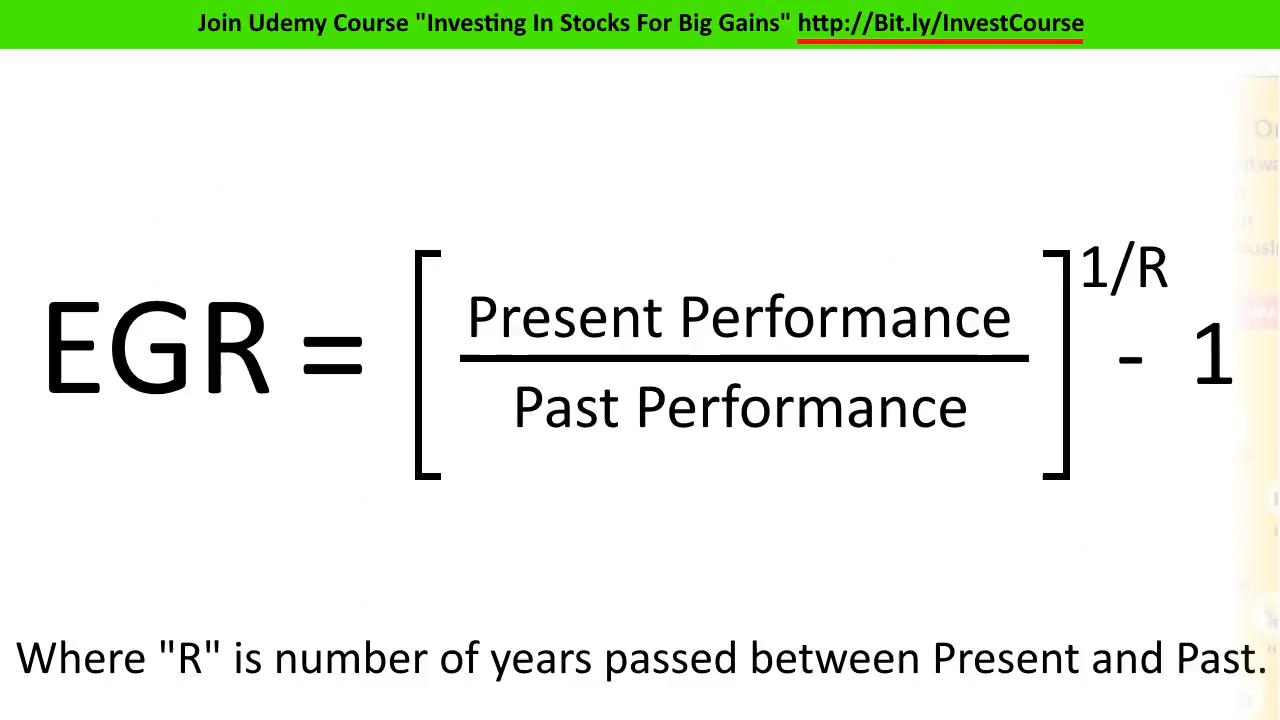 Join Udemy Course "Investing In Stocks For Big Gains" http://Bit.ly/InvestCourse
EGR = [ Present Performance / Past Performance ] 1/R - 1
Where "R" is number of years passed between Present and Past.